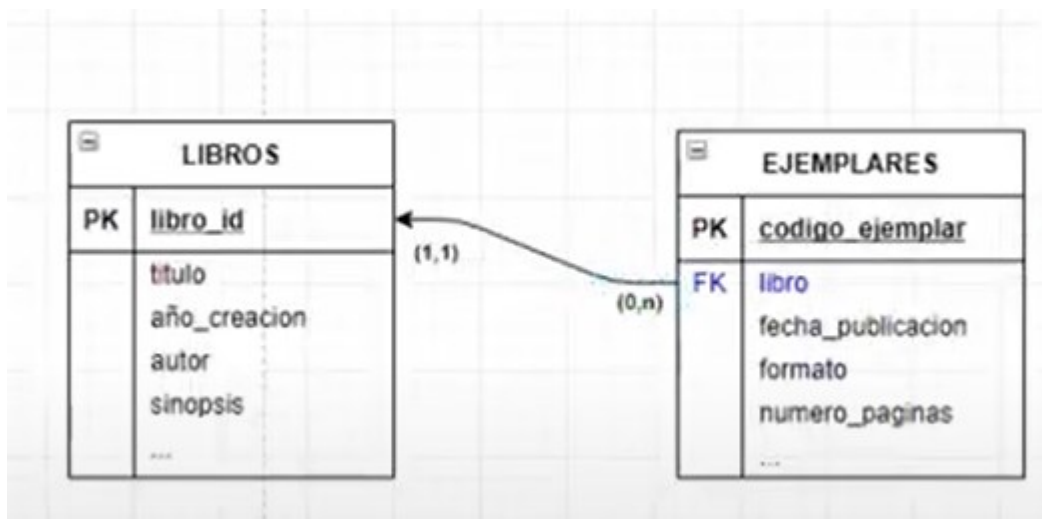 LIBROS
PK libro_id
titulo
año_creacion
autor
sinopsis
...
(1,1)
(0,n)
EJEMPLARES
PK codigo_ejemplar
FK libro
fecha_publicacion
formato
numero_paginas
...